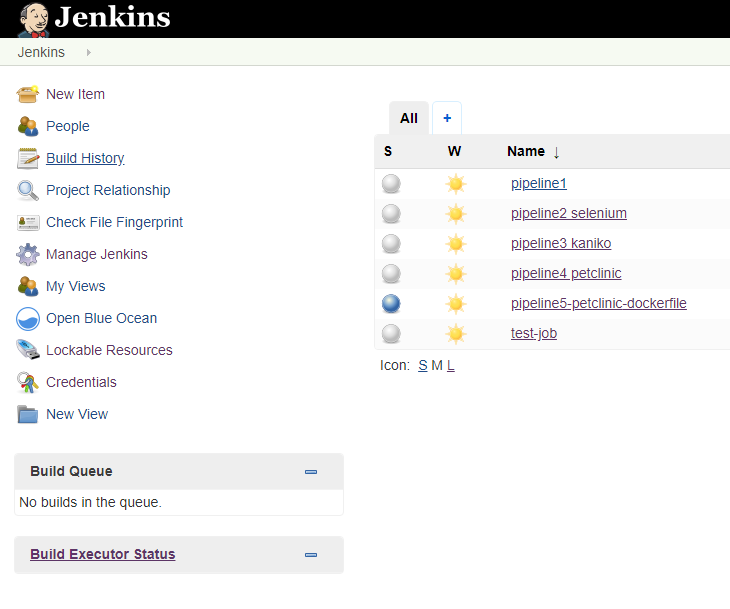 Jenkins
Jenkins
New Item
People
Build History
Project Relationship
Check File Fingerprint
Manage Jenkins
My Views
Open Blue Ocean
Lockable Resources
Credentials
New View
Build Queue
No builds in the queue.
Build Executor Status
All +
S W Name ↓
pipeline1
pipeline2 selenium
pipeline3 kaniko
pipeline4 petclinic
pipeline5-petclinic-dockerfile
test-job
Icon: S M L